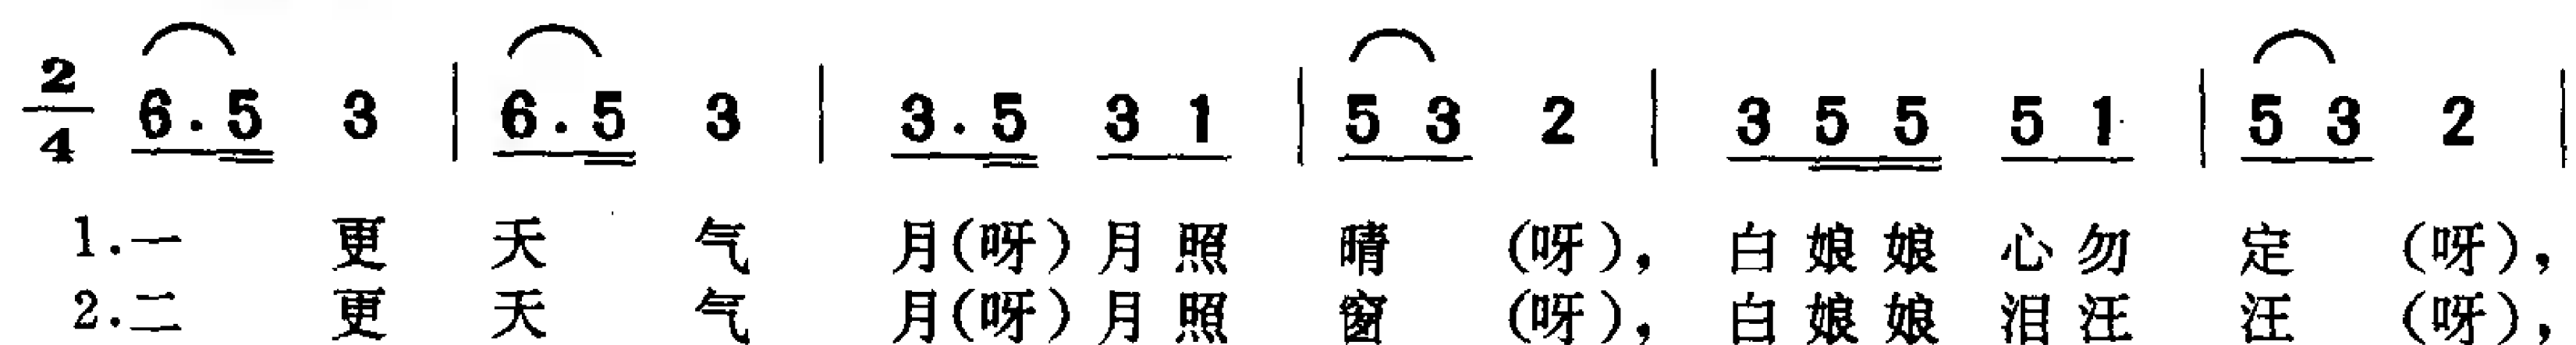 2/4 6.5 3 | 6.5 3 | 3.5 3 1 | 5 3 2 | 3 5 5 5 1 | 5 3 2 |
1.一更天气月(呀)月照晴(呀),白娘娘心勿定(呀),
2.二更天气月(呀)月照窗(呀),白娘娘泪汪汪(呀),